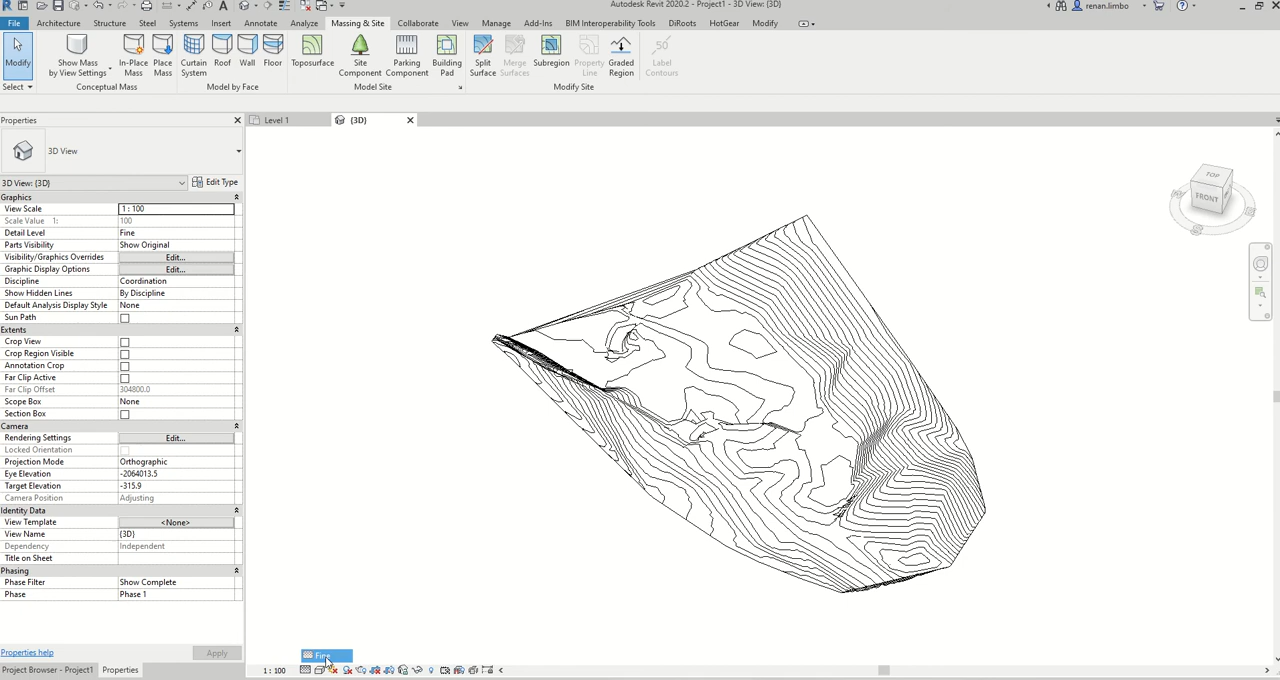 Autodesk Revit 2020.2 - Project1 - 3D View: {3D}
renan.limbo
File Architecture Structure Steel Systems Insert Annotate Analyze Massing & Site Collaborate View Manage Add-Ins BIM Interoperability Tools DiRoots HotGear Modify
Modify
Show Mass by View Settings
In-Place Mass
Place Mass
Curtain System
Roof
Wall
Floor
Toposurface
Site Component
Parking Component
Building Pad
Split Surface
Merge Surfaces
Subregion
Property Line
Graded Region
50
Label Contours
Select
Conceptual Mass
Model by Face
Model Site
Modify Site
Properties
Level 1
{3D}
3D View
3D View: {3D}
Edit Type
Graphics
View Scale 1 : 100
Scale Value 1: 100
Detail Level Fine
Parts Visibility Show Original
Visibility/Graphics Overrides Edit...
Graphic Display Options Edit...
Discipline Coordination
Show Hidden Lines By Discipline
Default Analysis Display Style None
Sun Path
Extents
Crop View
Crop Region Visible
Annotation Crop
Far Clip Active
Far Clip Offset 304800.0
Scope Box None
Section Box
Camera
Rendering Settings Edit...
Locked Orientation
Projection Mode Orthographic
Eye Elevation -2064013.5
Target Elevation -315.9
Camera Position Adjusting
Identity Data
View Template <None>
View Name {3D}
Dependency Independent
Title on Sheet
Phasing
Phase Filter Show Complete
Phase Phase 1
Properties help
Apply
Project Browser - Project1
Properties
1 : 100
Fine
TOP
FRONT